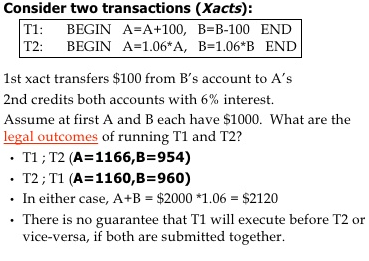 Consider two transactions (Xacts):
T1: BEGIN A=A+100, B=B-100 END
T2: BEGIN A=1.06*A, B=1.06*B END
1st xact transfers $100 from B's account to A's
2nd credits both accounts with 6% interest.
Assume at first A and B each have $1000. What are the
legal outcomes of running T1 and T2?
• T1 ; T2 (A=1166,B=954)
• T2 ; T1 (A=1160,B=960)
• In either case, A+B = $2000 *1.06 = $2120
• There is no guarantee that T1 will execute before T2 or
vice-versa, if both are submitted together.